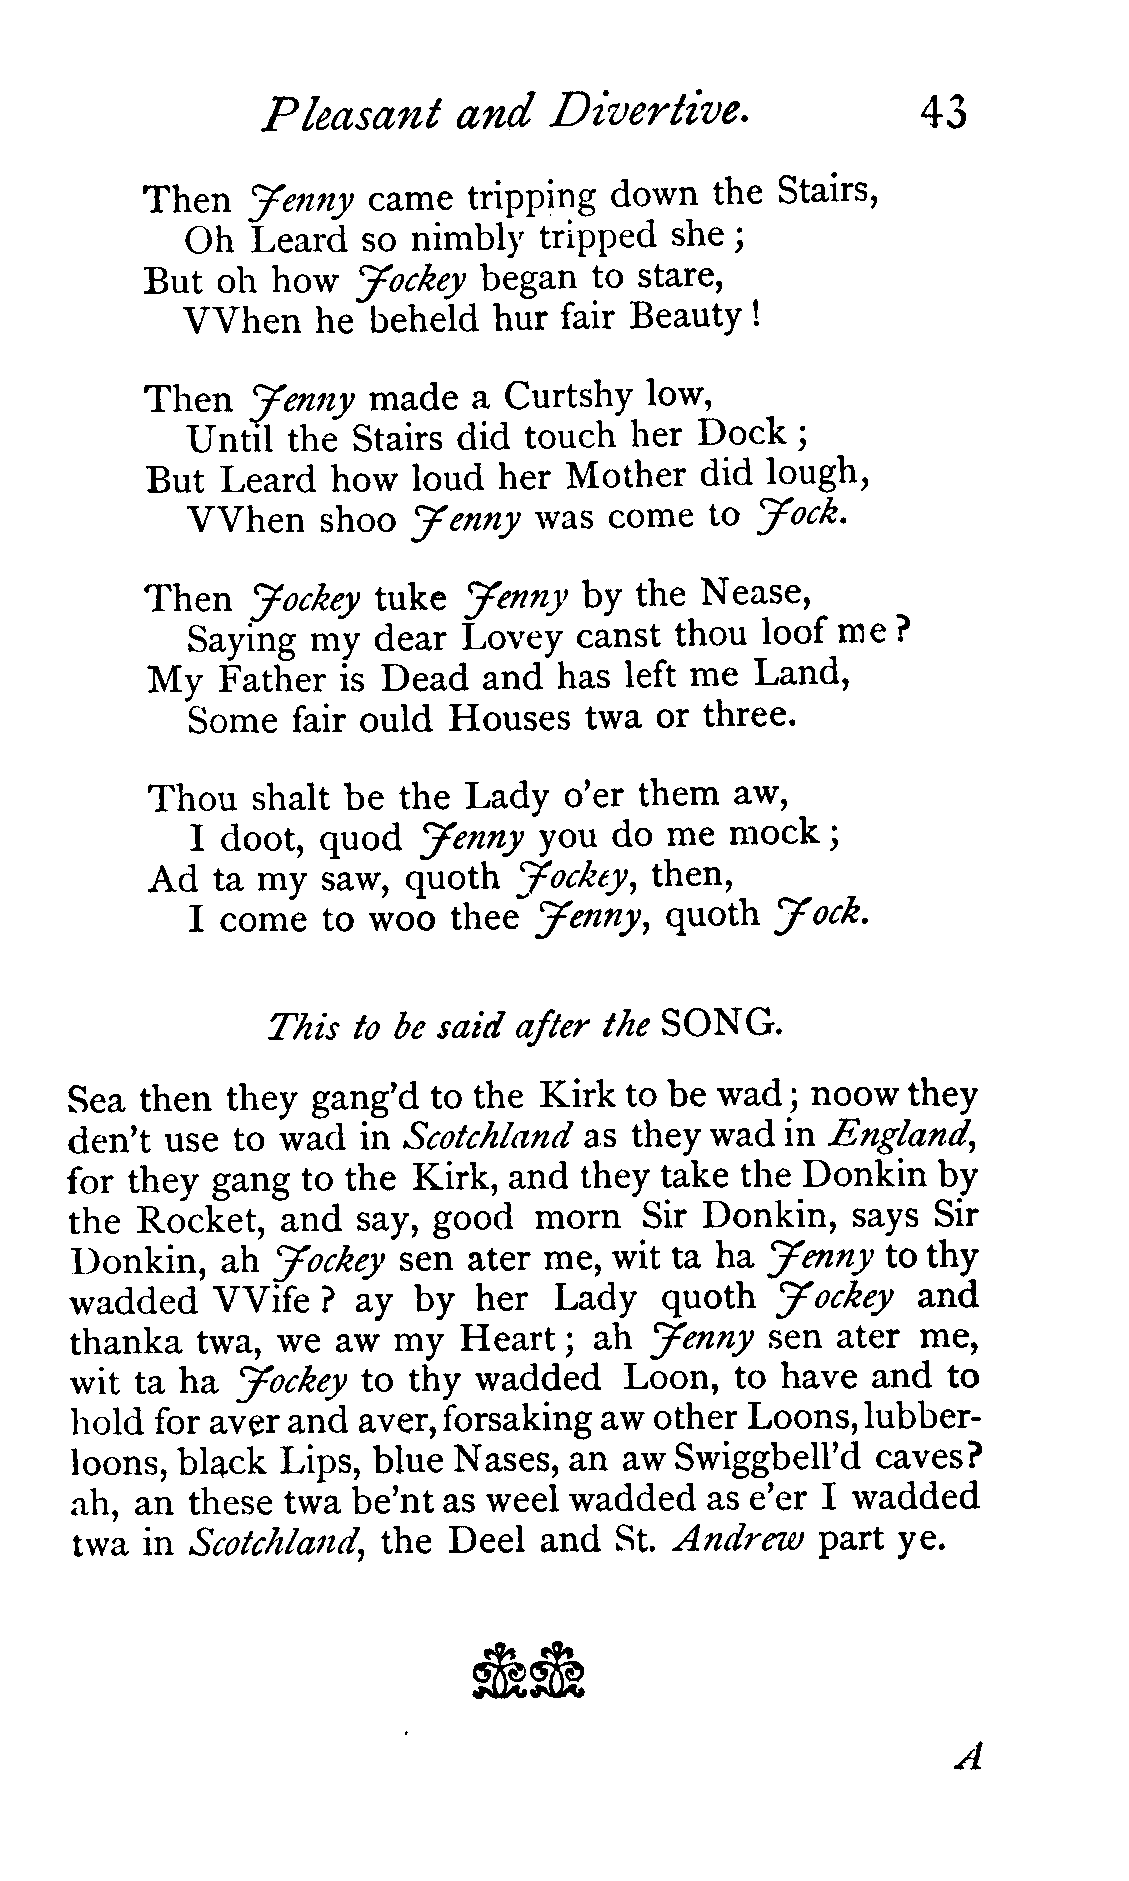 Pleasant and Divertive. 43
Then Jenny came tripping down the Stairs,
Oh Leard so nimbly tripped she ;
But oh how Jockey began to stare,
VVhen he beheld hur fair Beauty !
Then Jenny made a Curtshy low,
Until the Stairs did touch her Dock ;
But Leard how loud her Mother did lough,
VVhen shoo Jenny was come to Jock.
Then Jockey tuke Jenny by the Nease,
Saying my dear Lovey canst thou loof me ?
My Father is Dead and has left me Land,
Some fair ould Houses twa or three.
Thou shalt be the Lady o'er them aw,
I doot, quod Jenny you do me mock ;
Ad ta my saw, quoth Jockey, then,
I come to woo thee Jenny, quoth Jock.
This to be said after the SONG.
Sea then they gang'd to the Kirk to be wad ; noow they
den't use to wad in Scotchland as they wad in England,
for they gang to the Kirk, and they take the Donkin by
the Rocket, and say, good morn Sir Donkin, says Sir
Donkin, ah Jockey sen ater me, wit ta ha Jenny to thy
wadded VVife ? ay by her Lady quoth Jockey and
thanka twa, we aw my Heart ; ah Jenny sen ater me,
wit ta ha Jockey to thy wadded Loon, to have and to
hold for aver and aver, forsaking aw other Loons, lubber-
loons, black Lips, blue Nases, an aw Swiggbell'd caves?
ah, an these twa be'nt as weel wadded as e'er I wadded
twa in Scotchland, the Deel and St. Andrew part ye.
A